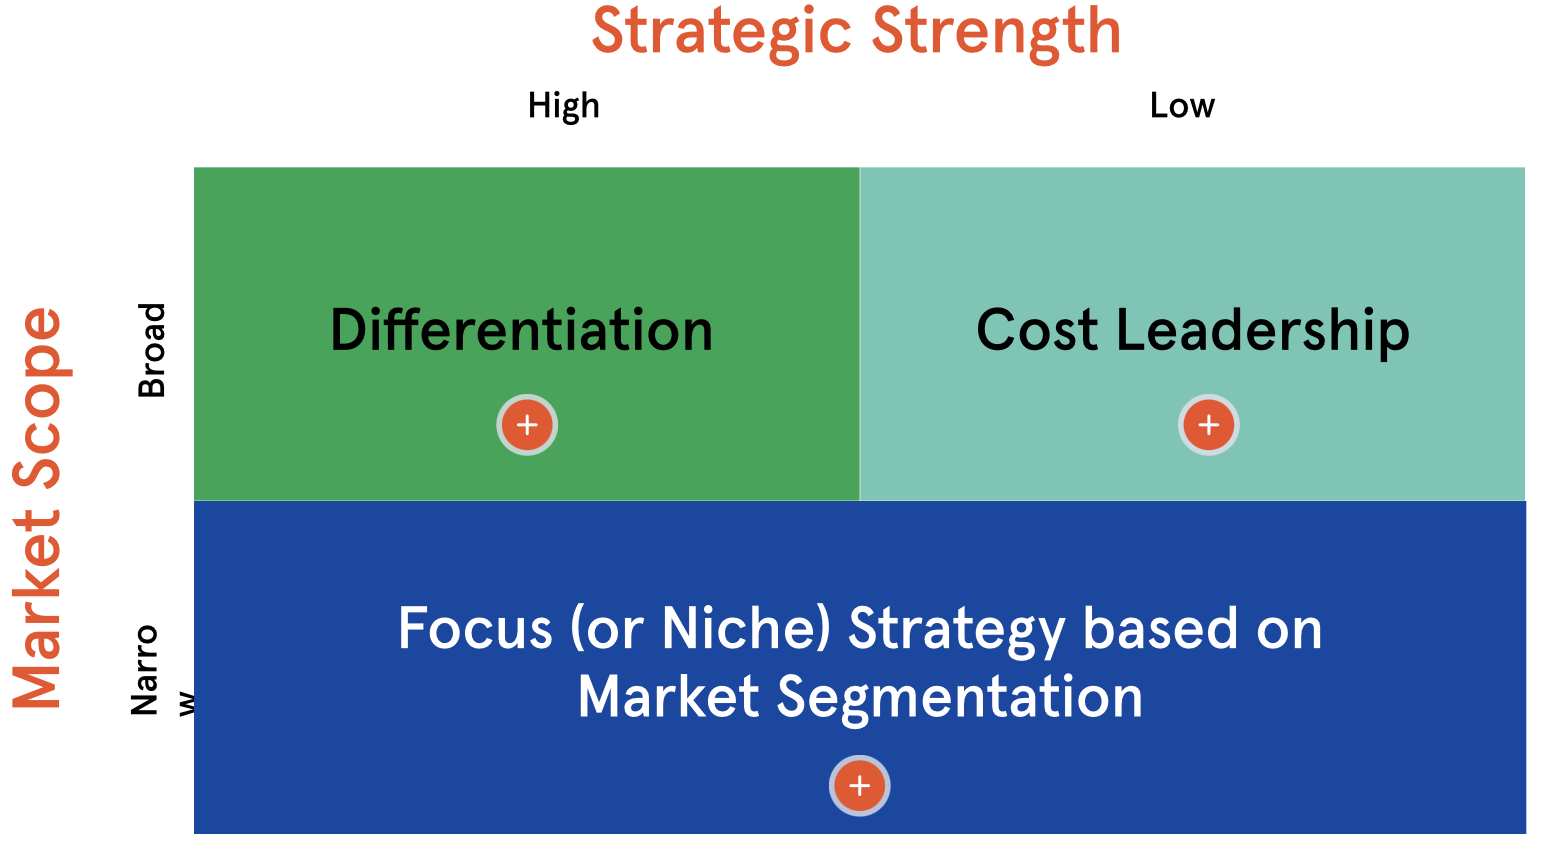 Strategic Strength
High
Low
Market Scope
Broad
Differentiation
Cost Leadership
Narro
w
Focus (or Niche) Strategy based on
Market Segmentation